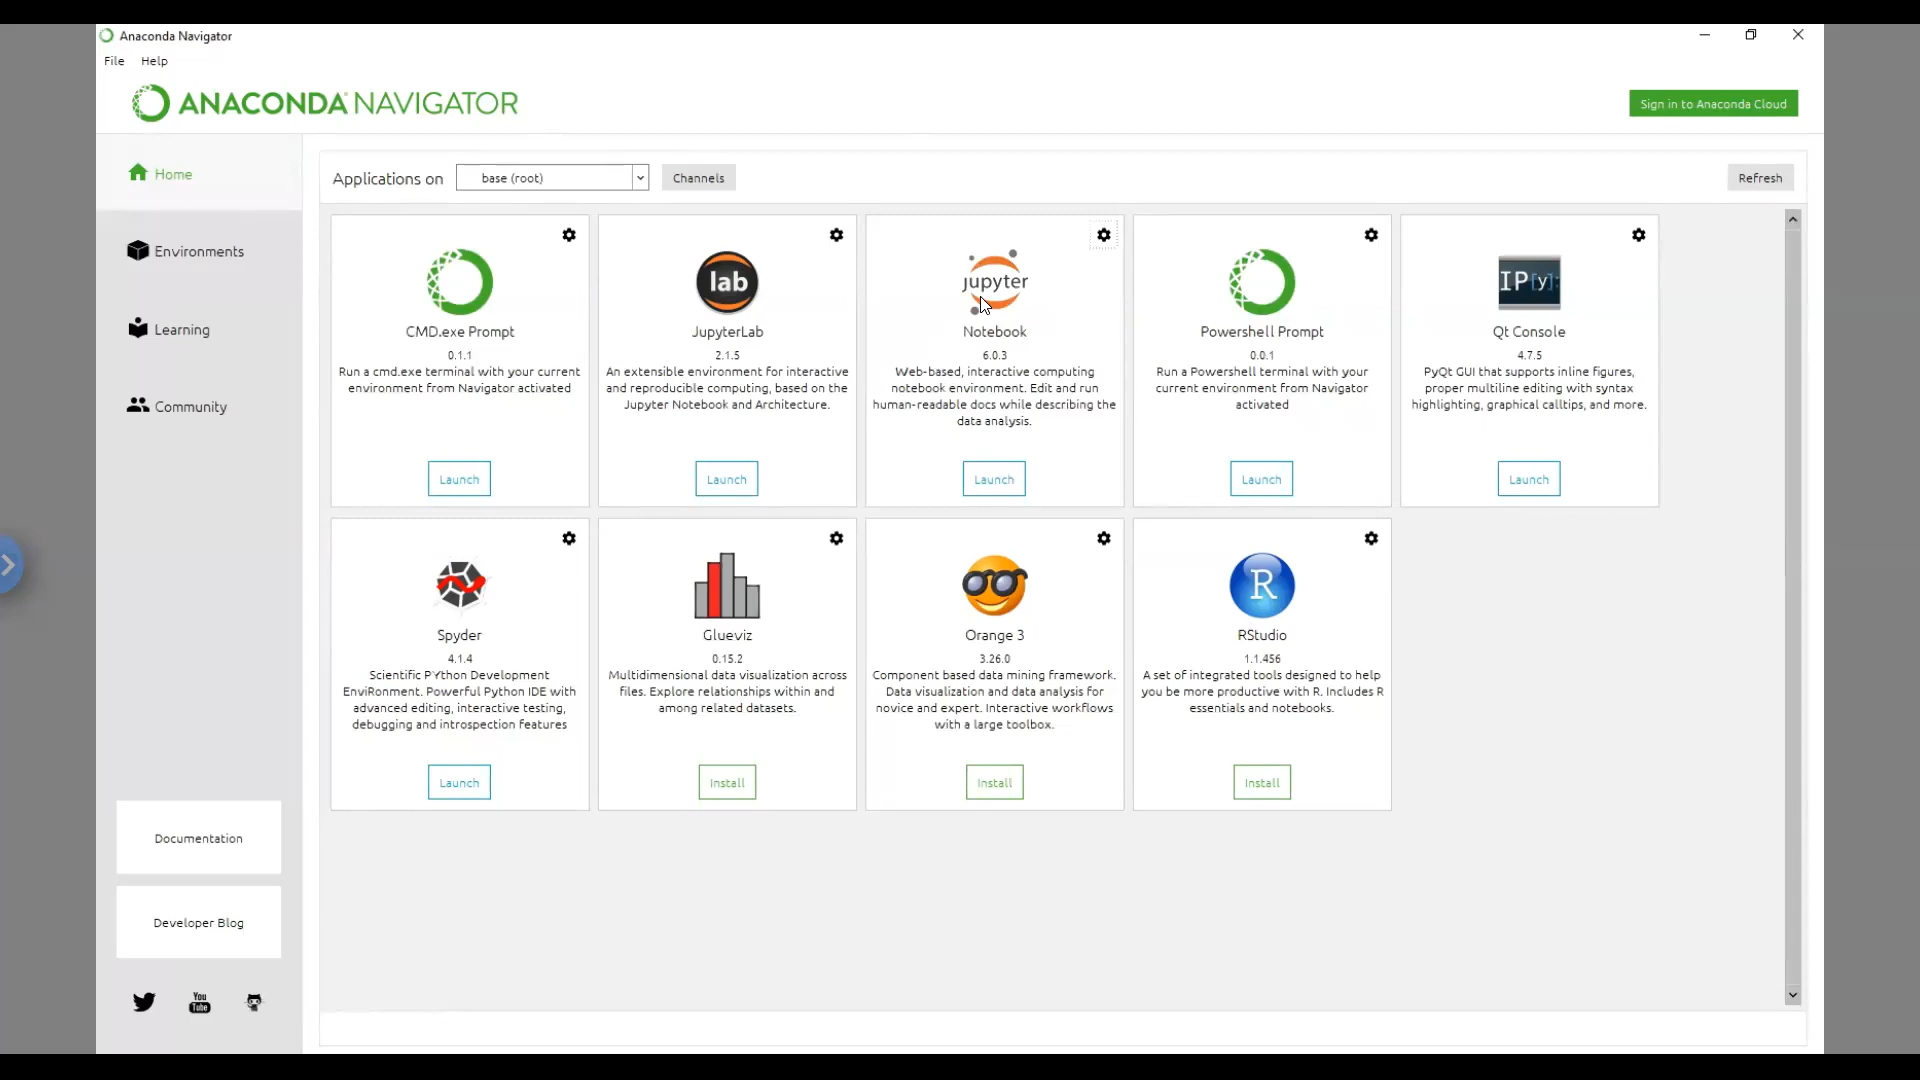 Anaconda Navigator
File Help
ANACONDA NAVIGATOR
Sign in to Anaconda Cloud
Home
Environments
Learning
Community
Documentation
Developer Blog
You
Tube
Applications on
base (root)
Channels
Refresh
CMD.exe Prompt
0.1.1
Run a cmd.exe terminal with your current
environment from Navigator activated
Launch
lab
JupyterLab
2.1.5
An extensible environment for interactive
and reproducible computing, based on the
Jupyter Notebook and Architecture.
Launch
jupyter
Notebook
6.0.3
Web-based, interactive computing
notebook environment. Edit and run
human-readable docs while describing the
data analysis.
Launch
Powershell Prompt
0.0.1
Run a Powershell terminal with your
current environment from Navigator
activated
Launch
IP[y]:
Qt Console
4.7.5
PyQt GUI that supports inline figures,
proper multiline editing with syntax
highlighting, graphical calltips, and more.
Launch
Spyder
4.1.4
Scientific PYthon Development
EnviRonment. Powerful Python IDE with
advanced editing, interactive testing,
debugging and introspection features
Launch
Glueviz
0.15.2
Multidimensional data visualization across
files. Explore relationships within and
among related datasets.
Install
Orange 3
3.26.0
Component based data mining framework.
Data visualization and data analysis for
novice and expert. Interactive workflows
with a large toolbox.
Install
R
RStudio
1.1.456
A set of integrated tools designed to help
you be more productive with R. Includes R
essentials and notebooks.
Install